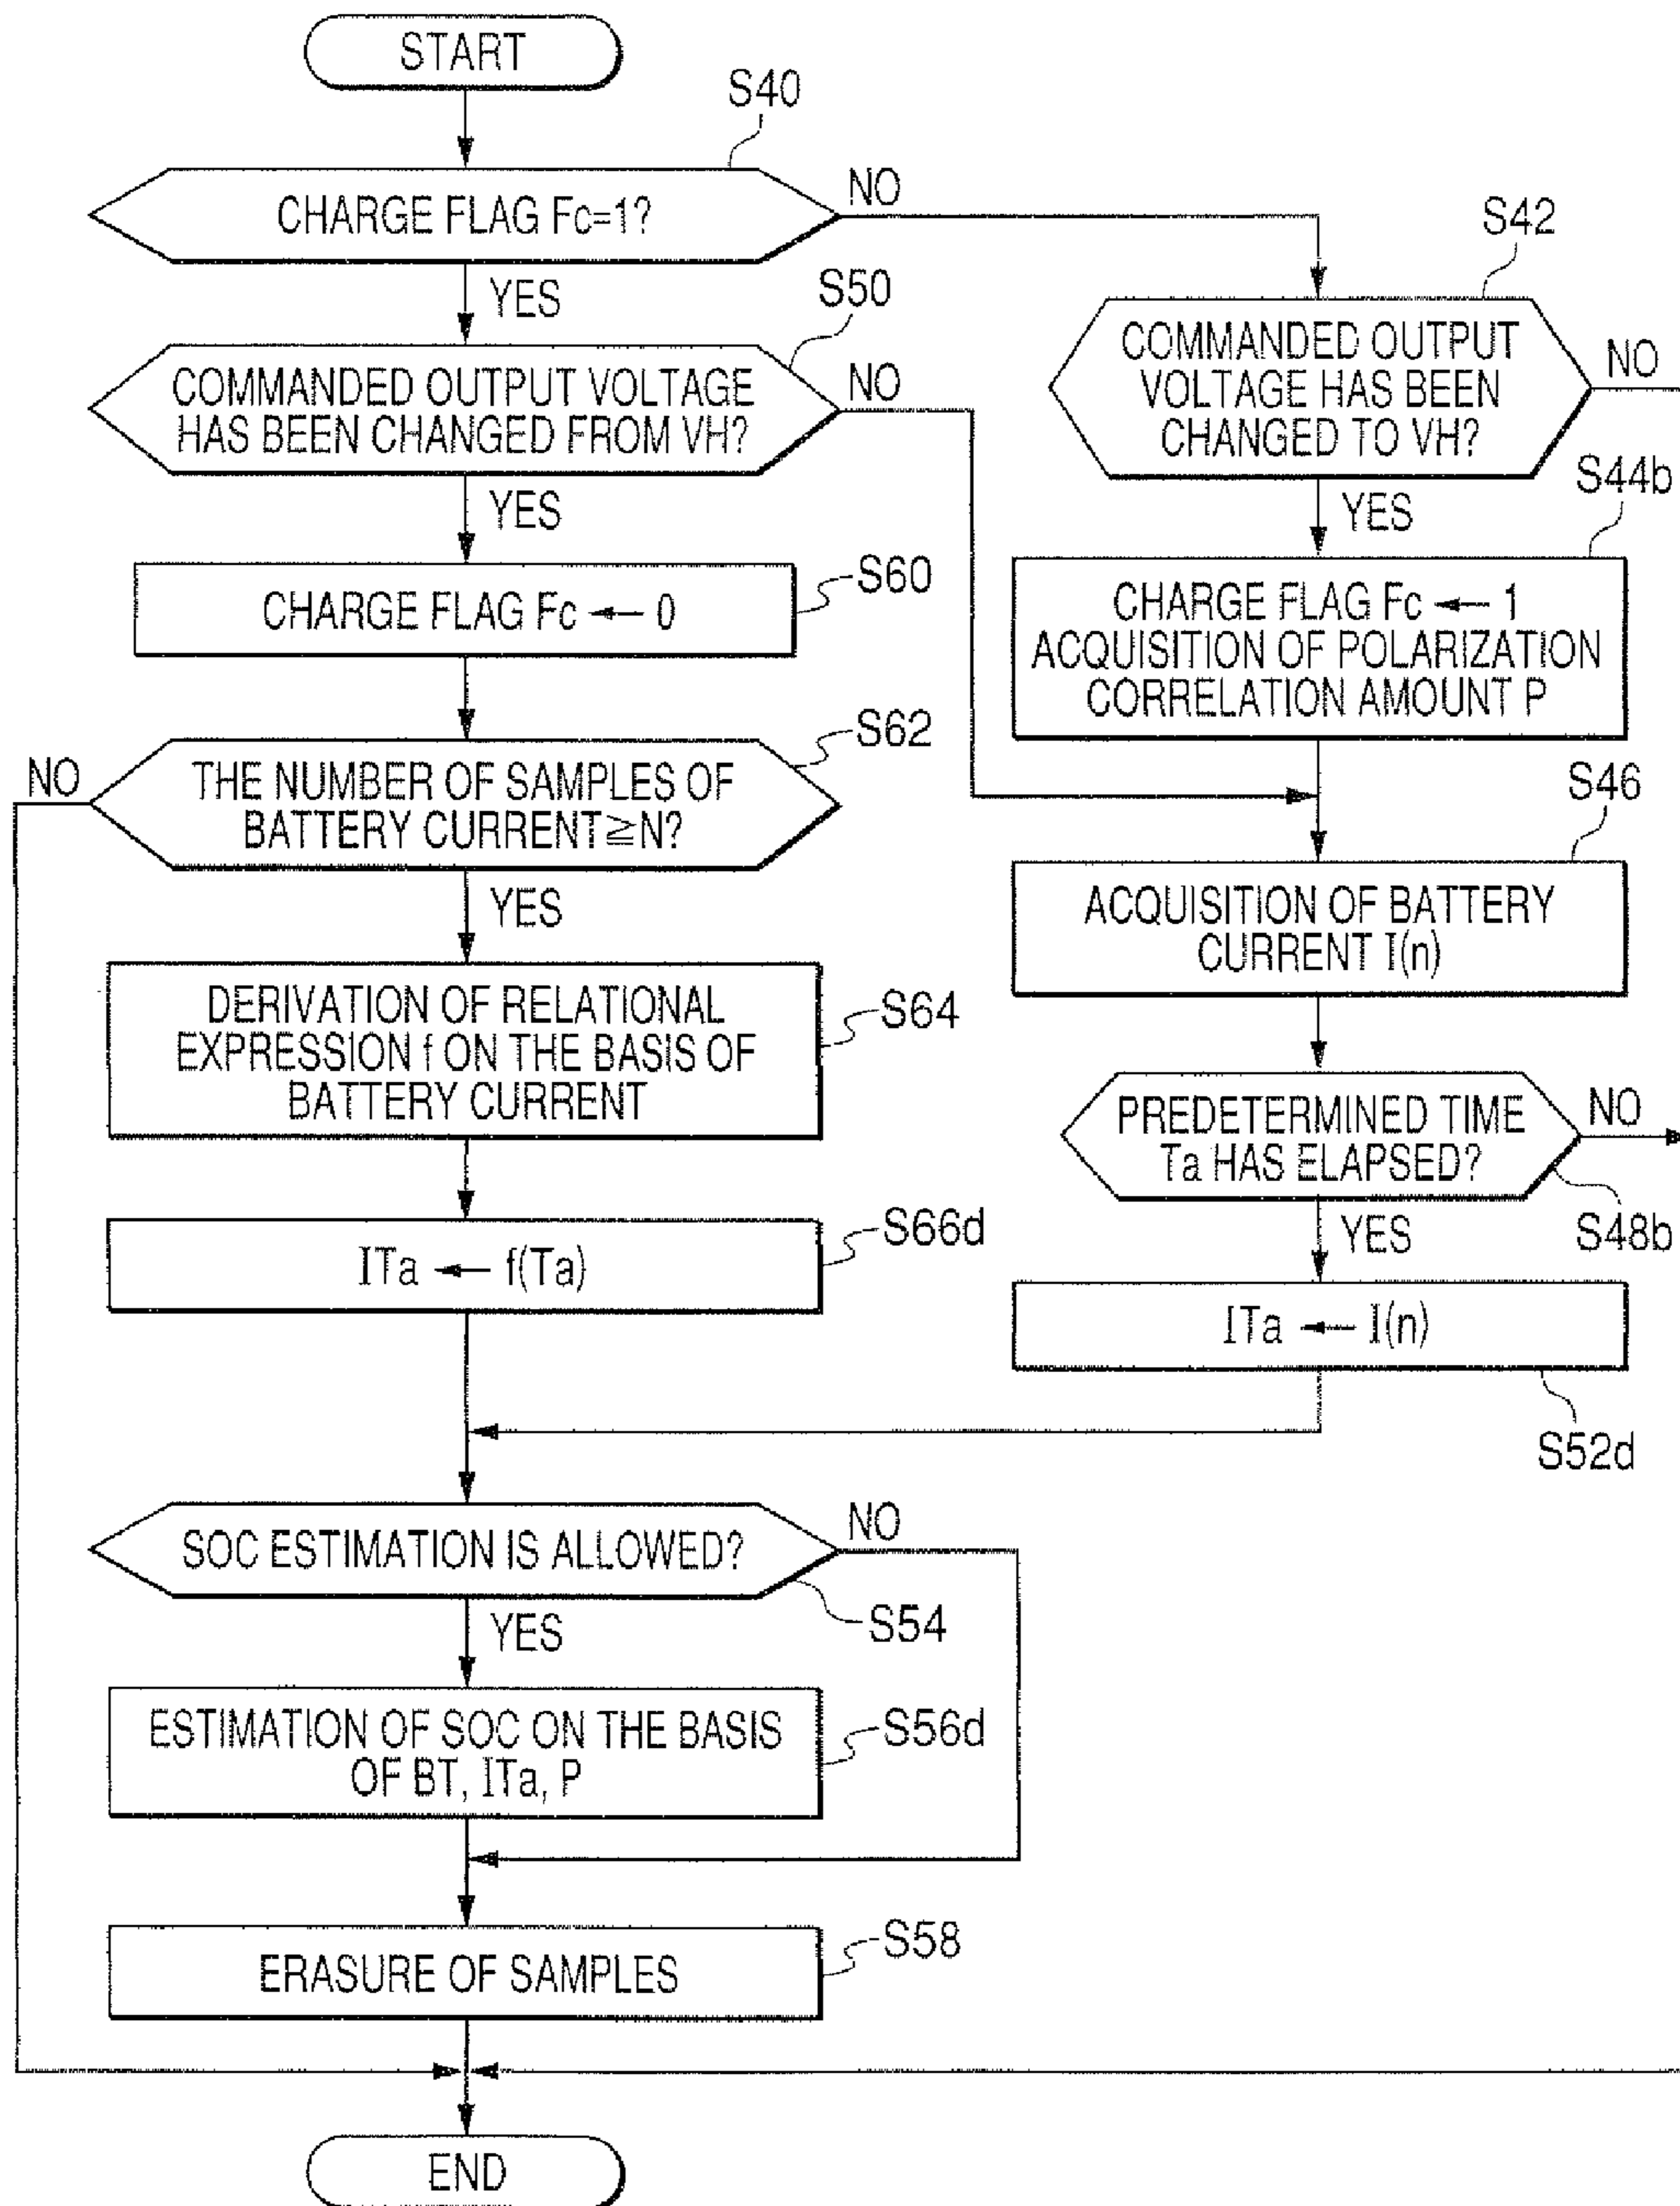 START
S40
CHARGE FLAG Fc=1?
NO
YES
S42
COMMANDED OUTPUT
VOLTAGE HAS BEEN
CHANGED TO VH?
NO
YES
S50
COMMANDED OUTPUT VOLTAGE
HAS BEEN CHANGED FROM VH?
NO
YES
S44b
CHARGE FLAG Fc ← 1
ACQUISITION OF POLARIZATION
CORRELATION AMOUNT P
S60
CHARGE FLAG Fc ← 0
S62
THE NUMBER OF SAMPLES OF
BATTERY CURRENT≧N?
NO
YES
S46
ACQUISITION OF BATTERY
CURRENT I(n)
S64
DERIVATION OF RELATIONAL
EXPRESSION f ON THE BASIS OF
BATTERY CURRENT
PREDETERMINED TIME
Ta HAS ELAPSED?
NO
S48b
YES
S66d
ITa ← f(Ta)
ITa ← I(n)
S52d
SOC ESTIMATION IS ALLOWED?
NO
S54
YES
ESTIMATION OF SOC ON THE BASIS
OF BT, ITa, P
S56d
ERASURE OF SAMPLES
S58
END